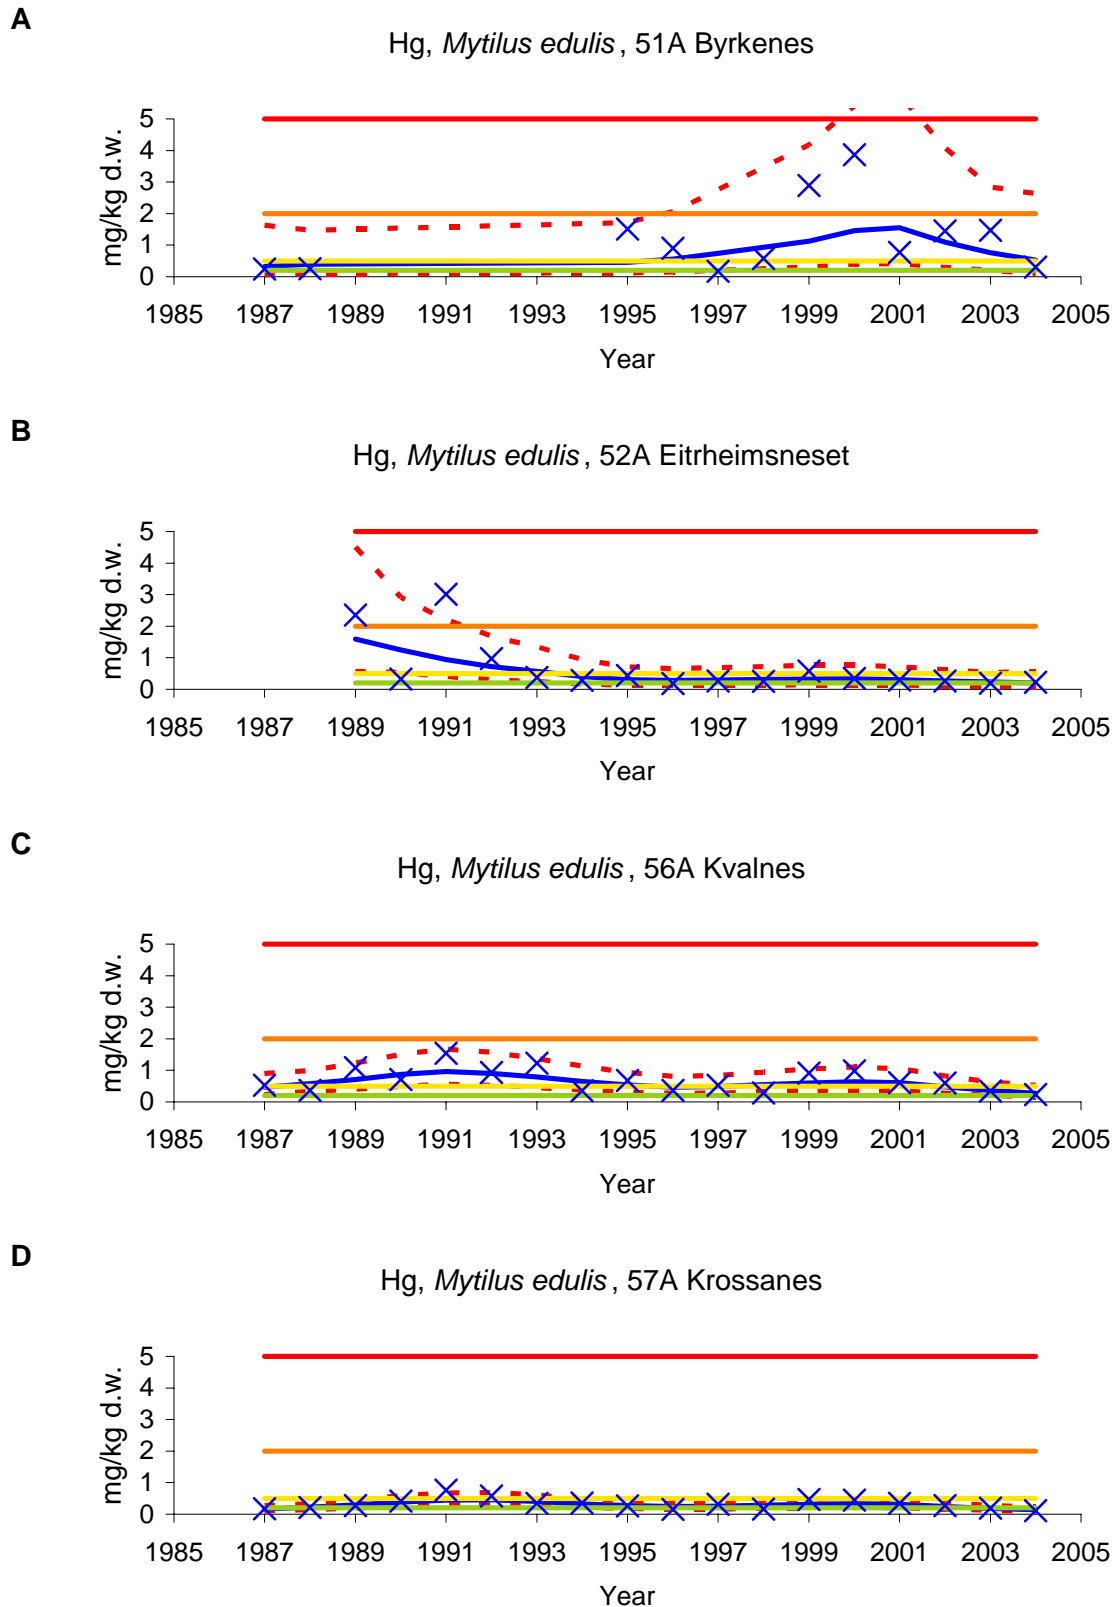 A
Hg, Mytilus edulis, 51A Byrkenes
mg/kg d.w.
5
4
3
2
1
0
1985 1987 1989 1991 1993 1995 1997 1999 2001 2003 2005
Year
B
Hg, Mytilus edulis, 52A Eitrheimsneset
mg/kg d.w.
5
4
3
2
1
0
1985 1987 1989 1991 1993 1995 1997 1999 2001 2003 2005
Year
C
Hg, Mytilus edulis, 56A Kvalnes
mg/kg d.w.
5
4
3
2
1
0
1985 1987 1989 1991 1993 1995 1997 1999 2001 2003 2005
Year
D
Hg, Mytilus edulis, 57A Krossanes
mg/kg d.w.
5
4
3
2
1
0
1985 1987 1989 1991 1993 1995 1997 1999 2001 2003 2005
Year